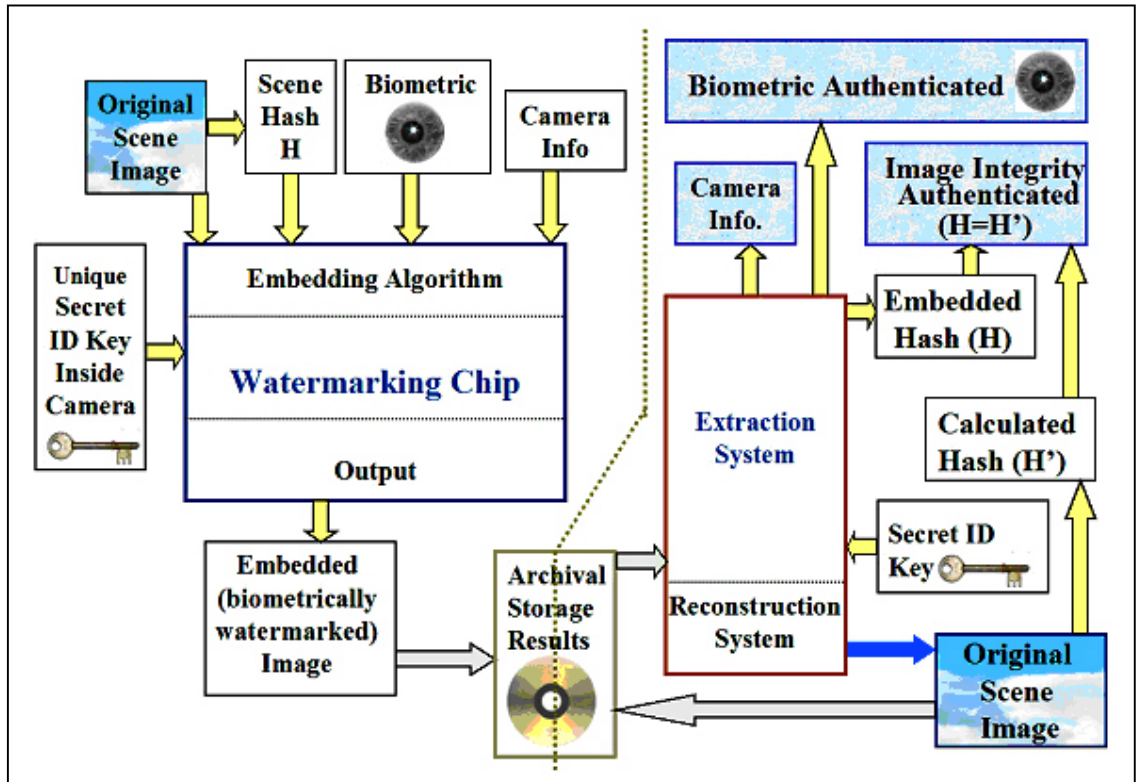 Original
Scene
Image
Scene
Hash
H
Biometric
Camera
Info
Unique
Secret
ID Key
Inside
Camera
Embedding Algorithm
Watermarking Chip
Output
Embedded
(biometrically
watermarked)
Image
Archival
Storage
Results
Biometric Authenticated
Camera
Info.
Image Integrity
Authenticated
(H=H’)
Embedded
Hash (H)
Extraction
System
Calculated
Hash (H’)
Secret ID
Key
Reconstruction
System
Original
Scene
Image